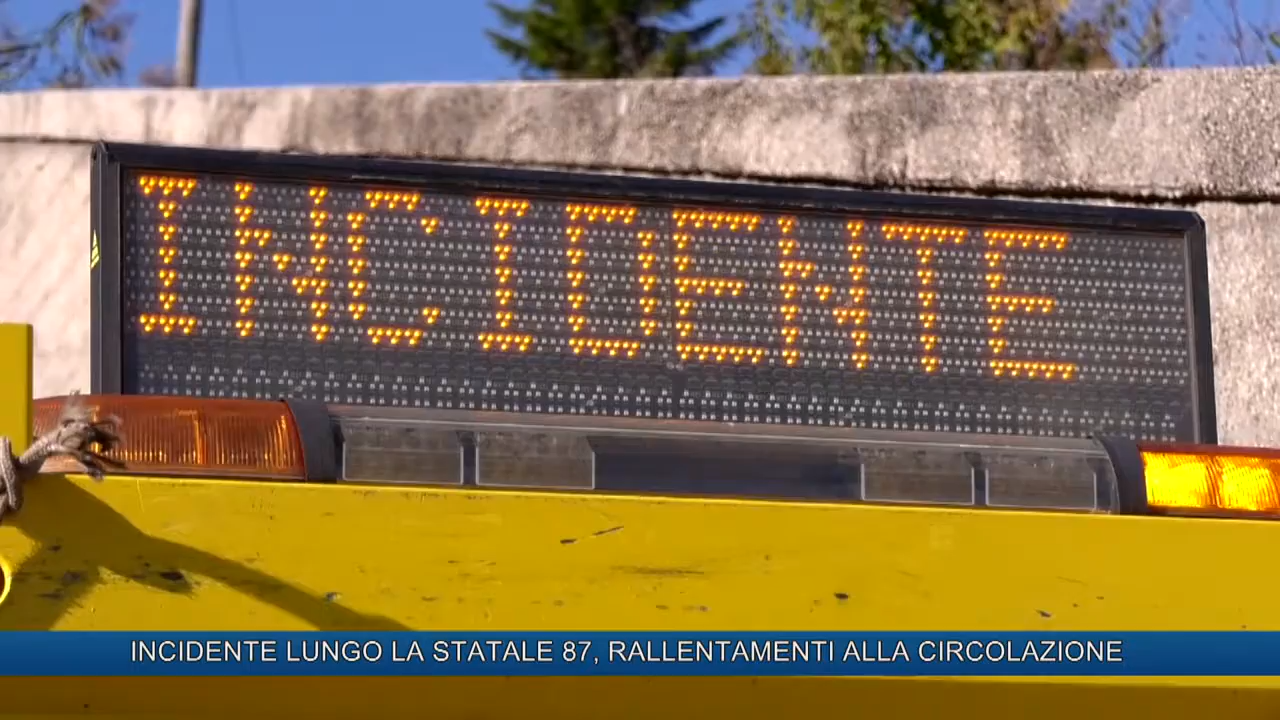 INCIDENTE
INCIDENTE LUNGO LA STATALE 87, RALLENTAMENTI ALLA CIRCOLAZIONE